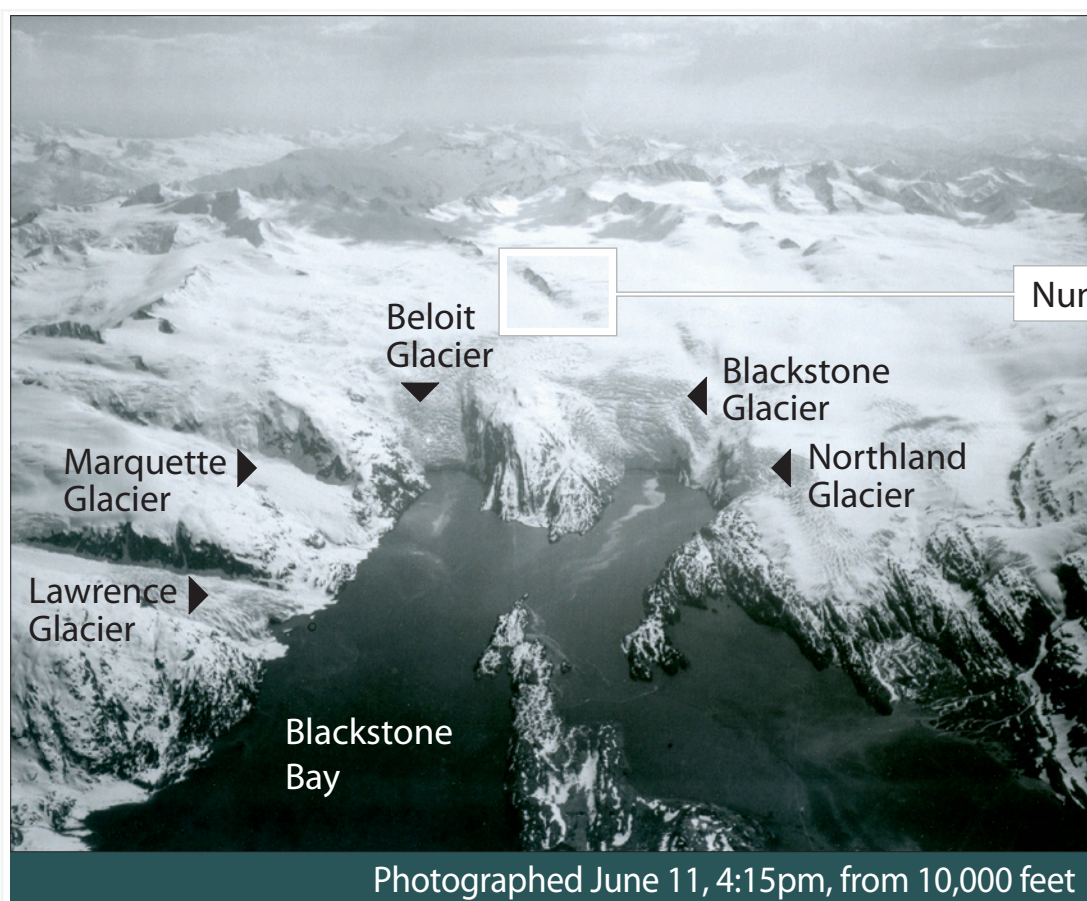 Beloit
Glacier
Blackstone
Glacier
Marquette
Glacier
Northland
Glacier
Lawrence
Glacier
Blackstone
Bay
Photographed June 11, 4:15pm, from 10,000 feet